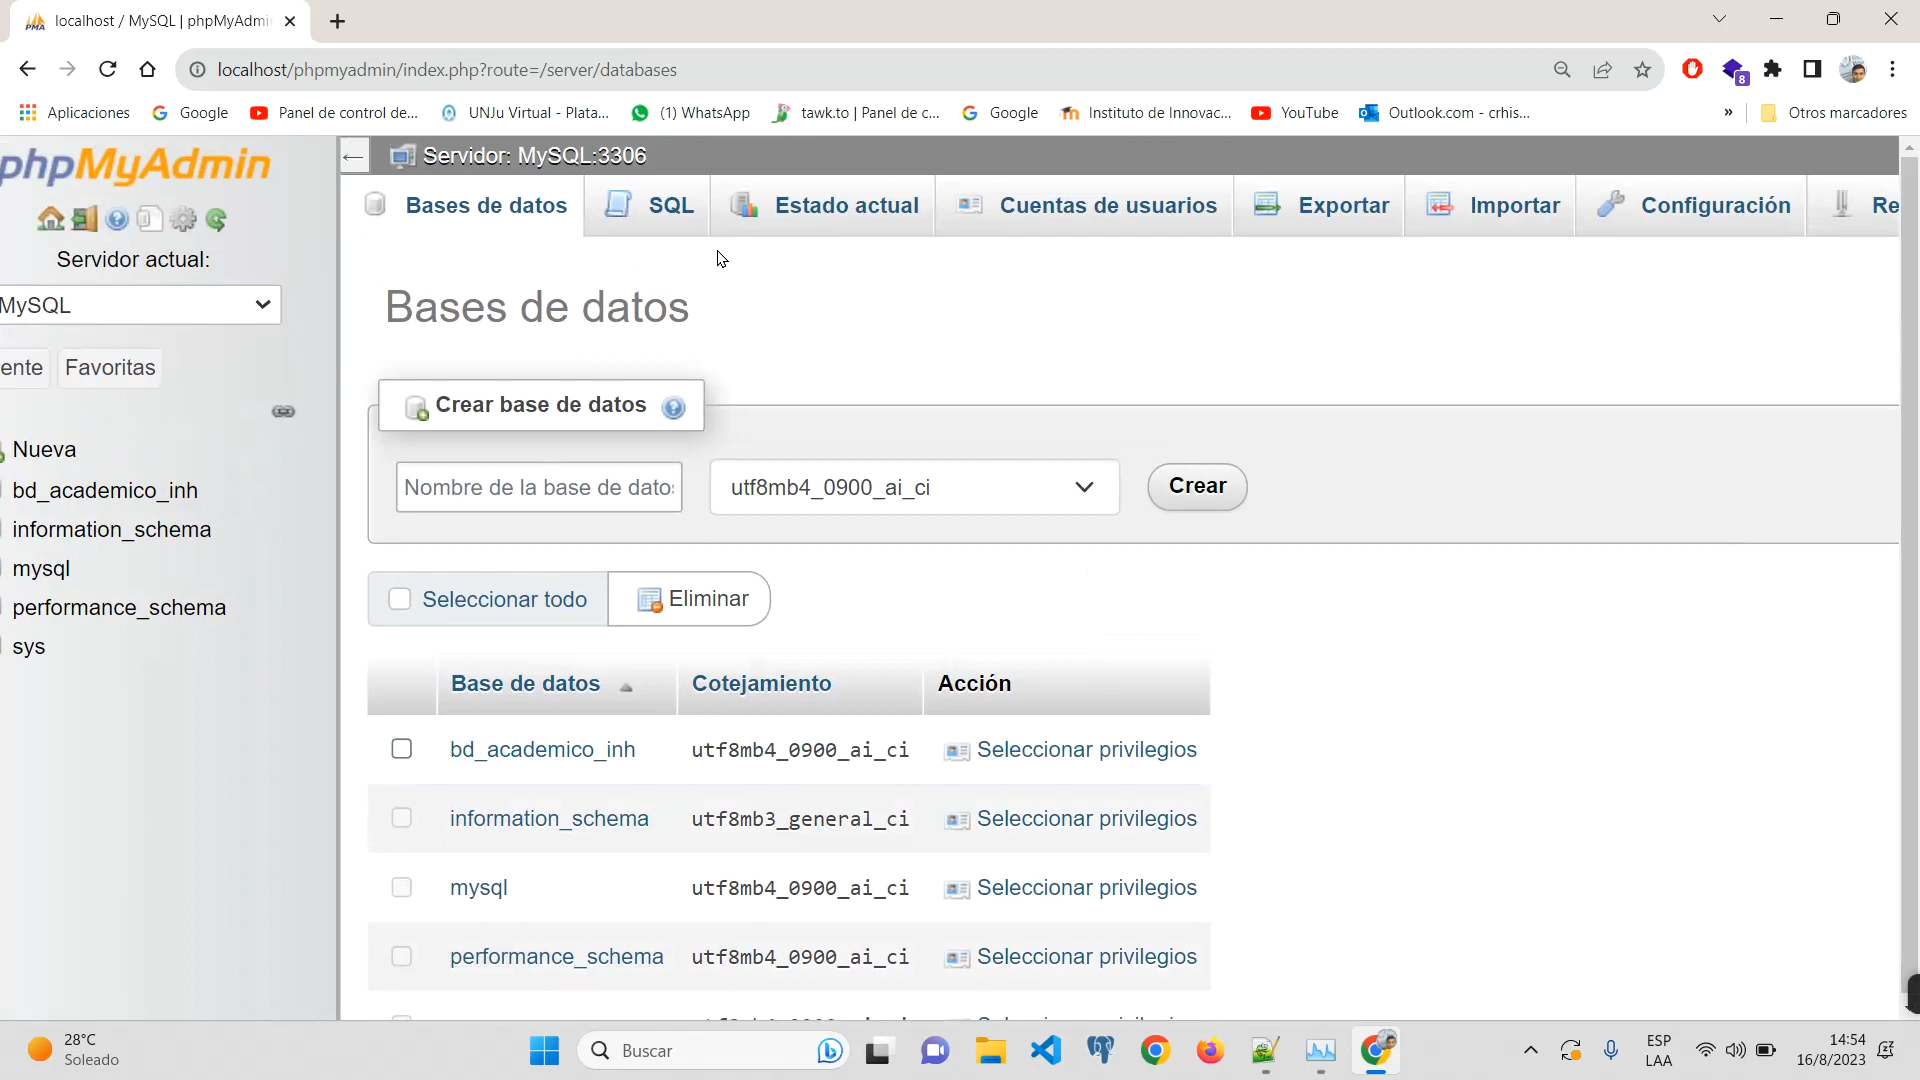 localhost / MySQL | phpMyAdmi
localhost/phpmyadmin/index.php?route=/server/databases
8
Aplicaciones
Google
Panel de control de...
UNJu Virtual - Plata...
(1) WhatsApp
tawk.to | Panel de c...
Google
Instituto de Innovac...
YouTube
Outlook.com - crhis...
»
Otros marcadores
phpMyAdmin
Servidor actual:
MySQL
ente
Favoritas
Nueva
bd_academico_inh
information_schema
mysql
performance_schema
sys
Servidor: MySQL:3306
Bases de datos
SQL
Estado actual
Cuentas de usuarios
Exportar
Importar
Configuración
Re
Bases de datos
Crear base de datos
Nombre de la base de datos
utf8mb4_0900_ai_ci
Crear
Seleccionar todo
Eliminar
Base de datos
Cotejamiento
Acción
bd_academico_inh utf8mb4_0900_ai_ci Seleccionar privilegios
information_schema utf8mb3_general_ci Seleccionar privilegios
mysql utf8mb4_0900_ai_ci Seleccionar privilegios
performance_schema utf8mb4_0900_ai_ci Seleccionar privilegios
28°C
Soleado
Buscar
ESP
LAA
14:54
16/8/2023